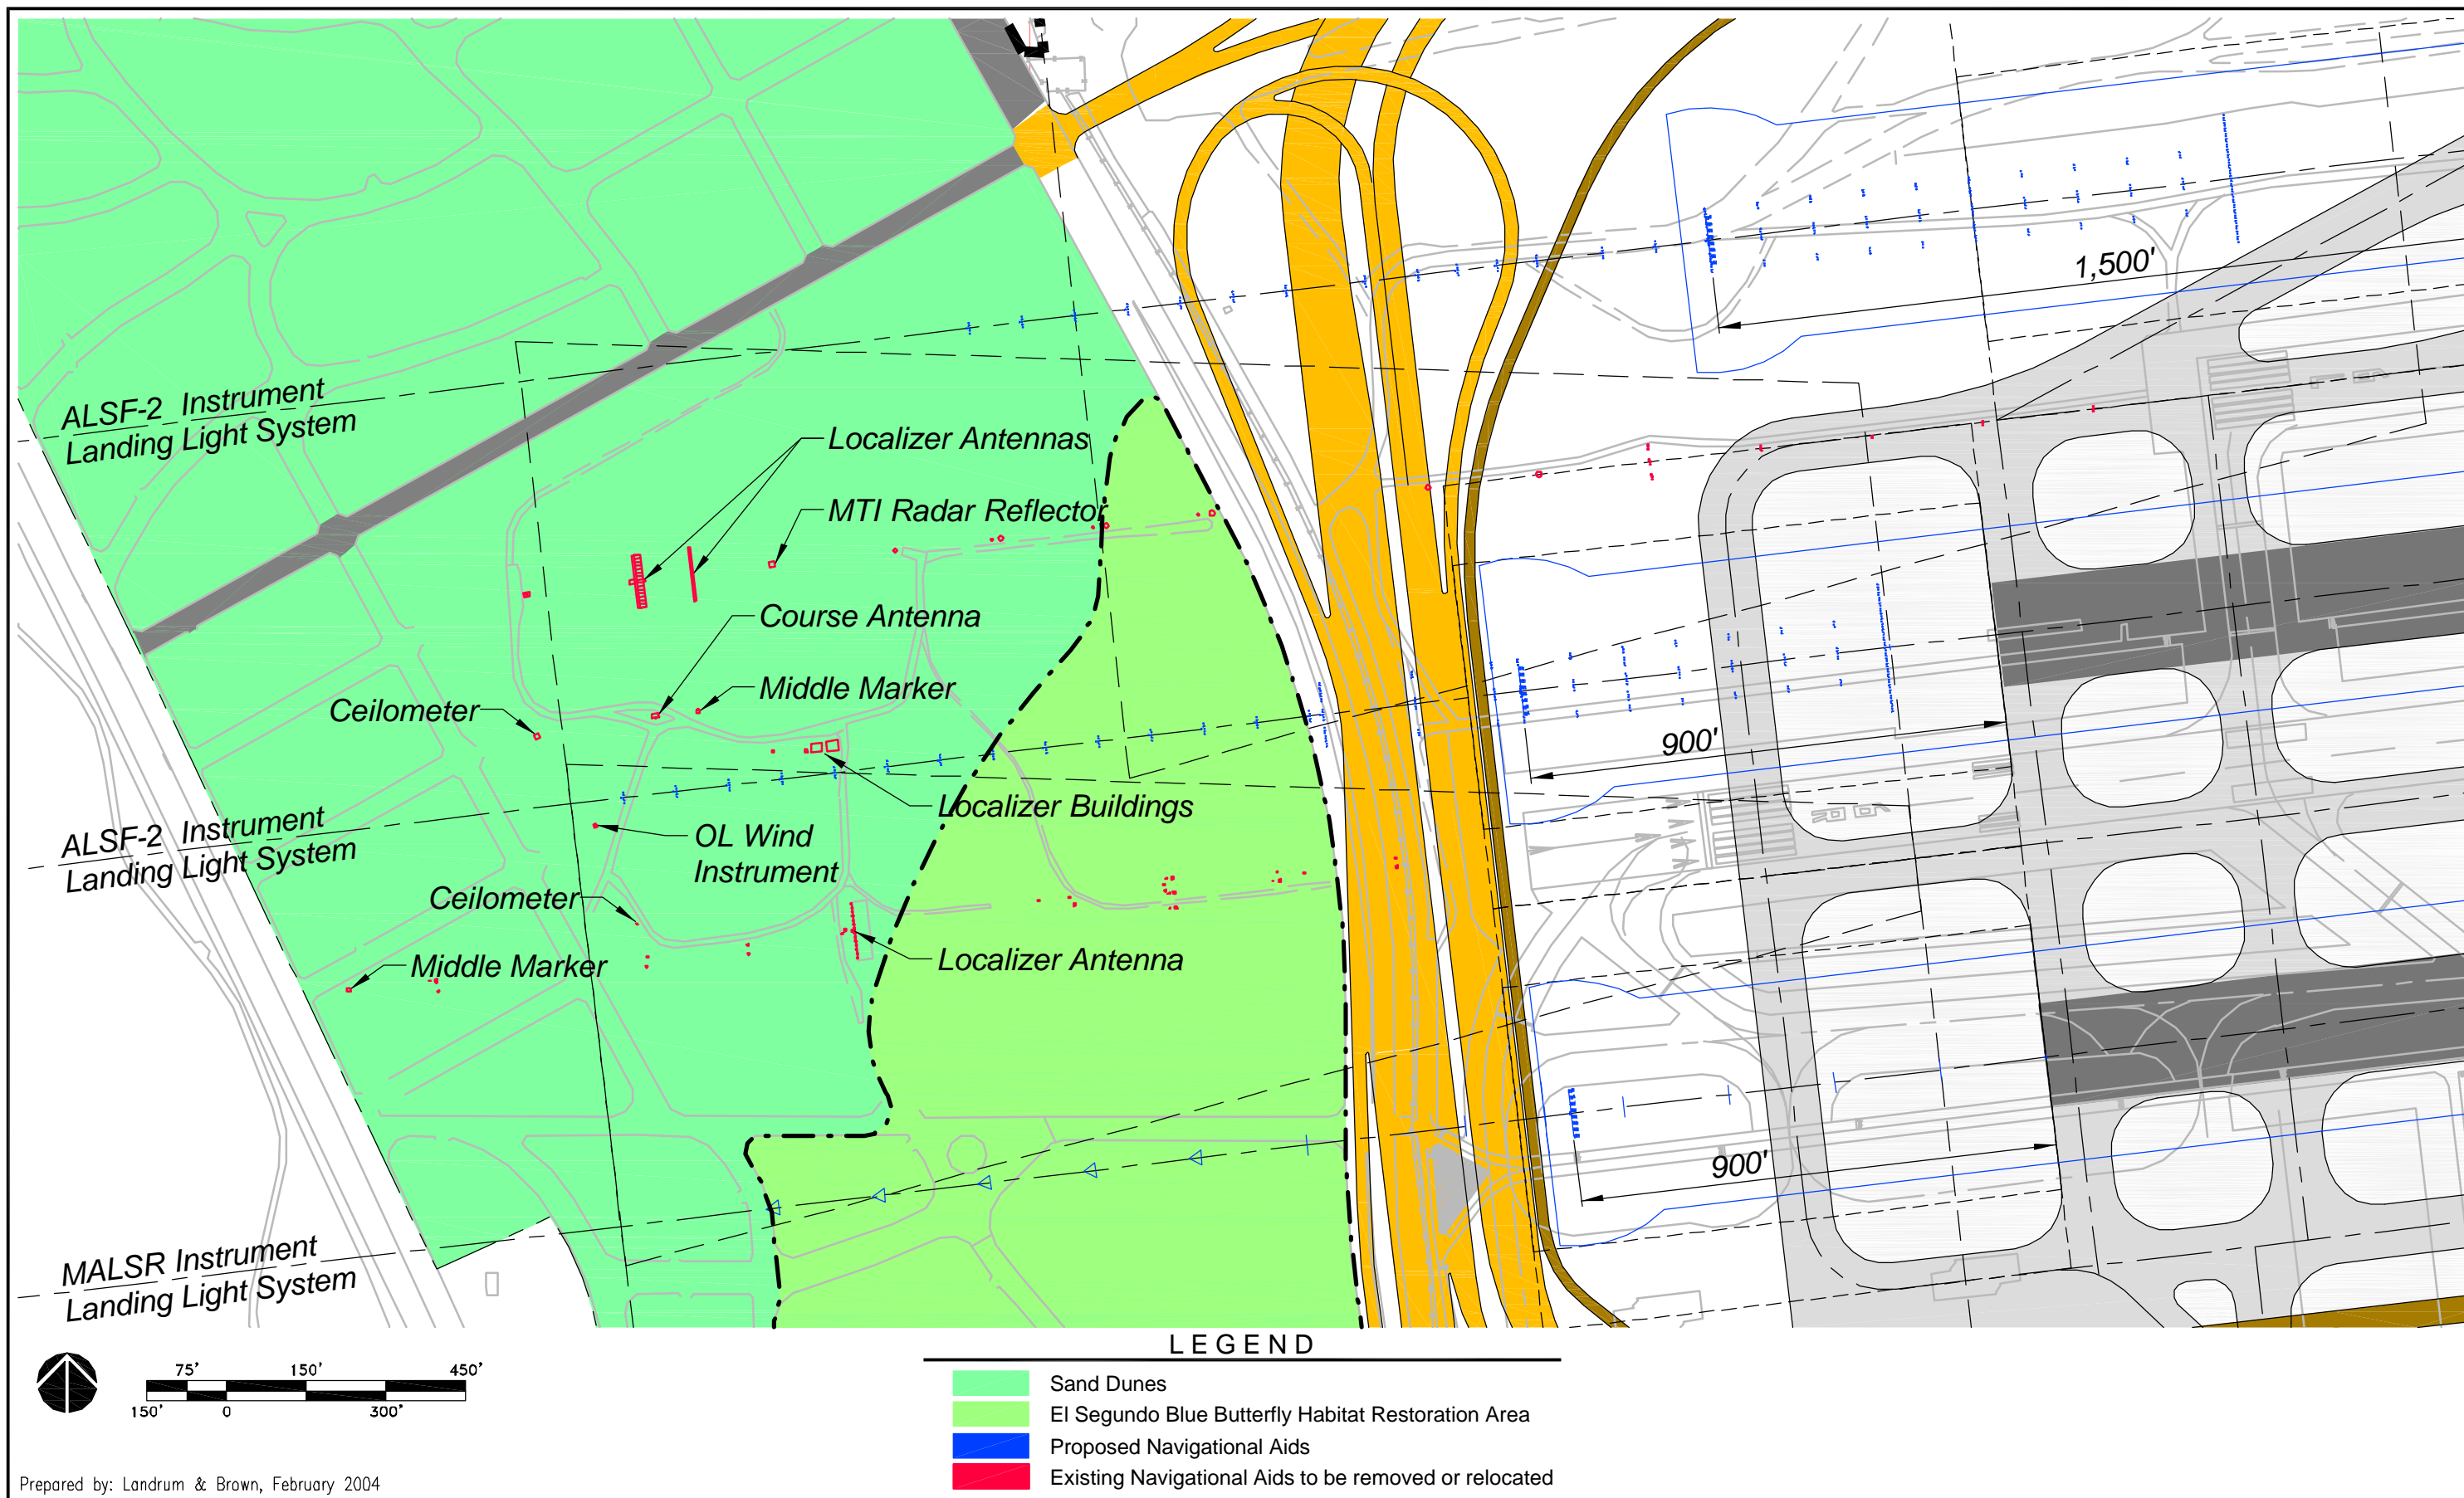 1,500'
ALSF-2 Instrument
Landing Light System
Localizer Antennas
MTI Radar Reflector
Course Antenna
Middle Marker
Ceilometer
900'
Localizer Buildings
ALSF-2 Instrument
Landing Light System
OL Wind
Instrument
Ceilometer
Localizer Antenna
Middle Marker
900'
MALSR Instrument
Landing Light System
LEGEND
75' 150' 450'
150' 0 300'
Sand Dunes
El Segundo Blue Butterfly Habitat Restoration Area
Proposed Navigational Aids
Existing Navigational Aids to be removed or relocated
Prepared by: Landrum & Brown, February 2004